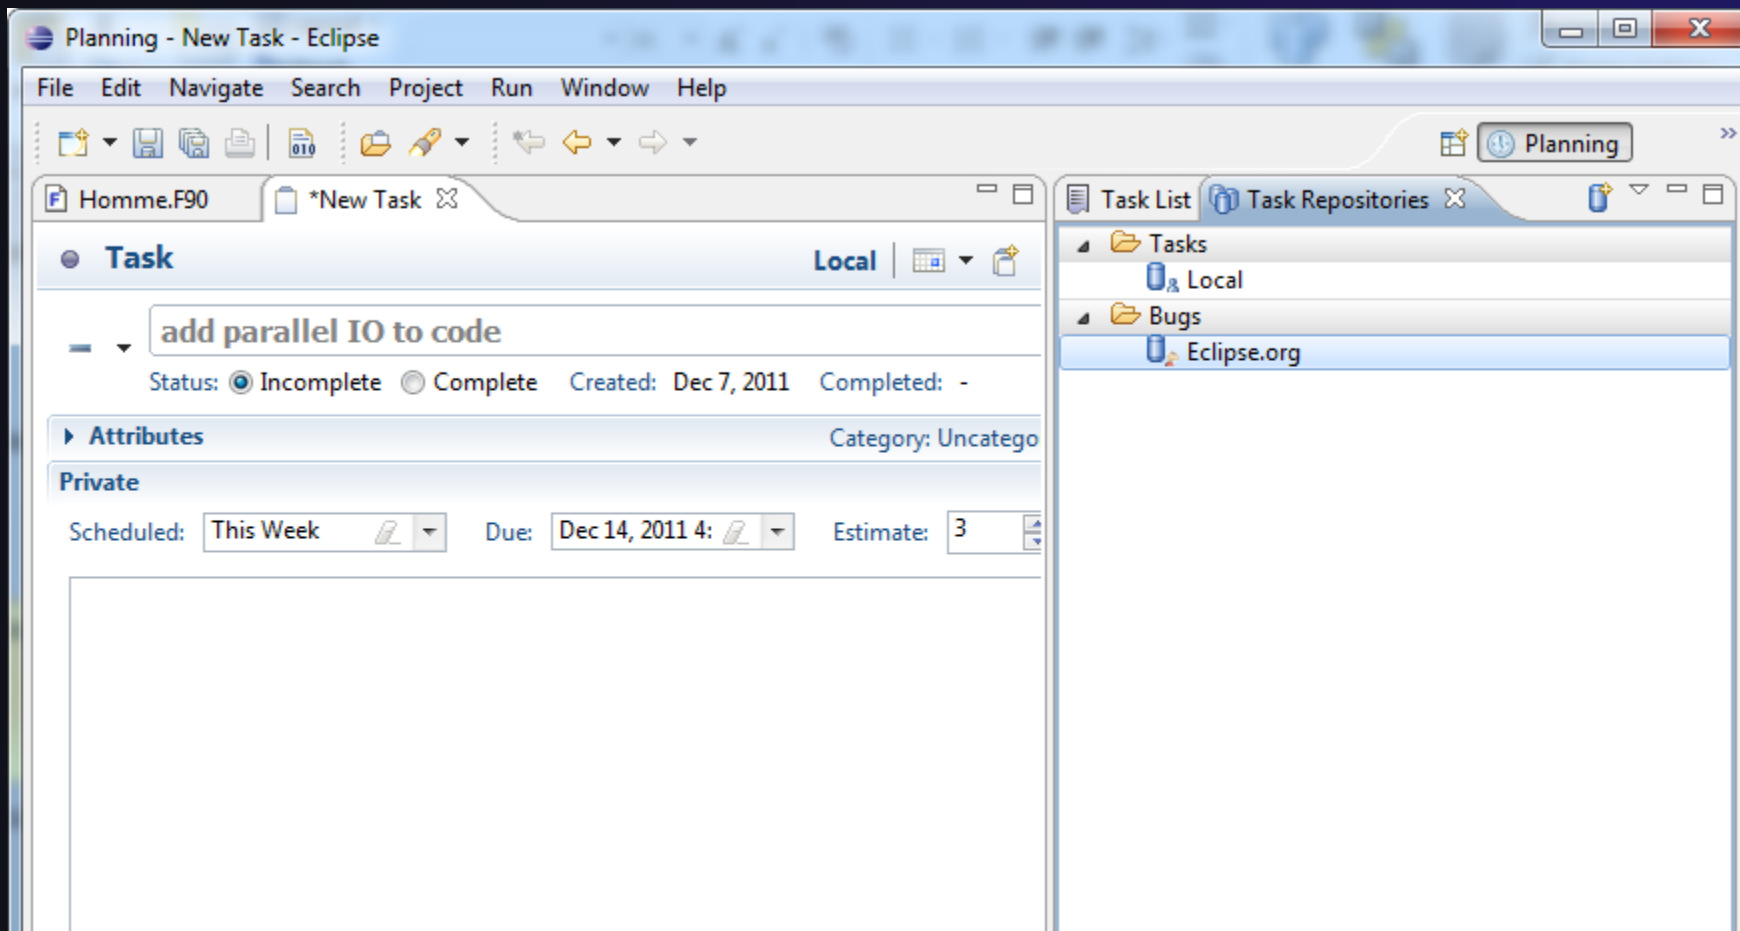 Planning - New Task - Eclipse
File Edit Navigate Search Project Run Window Help
010
Planning
F Homme.F90
*New Task
Task List
Task Repositories
Task
Local
add parallel IO to code
Status: Incomplete Complete Created: Dec 7, 2011 Completed: -
Attributes
Category: Uncatego
Private
Scheduled: This Week Due: Dec 14, 2011 4: Estimate: 3
Tasks
Local
Bugs
Eclipse.org